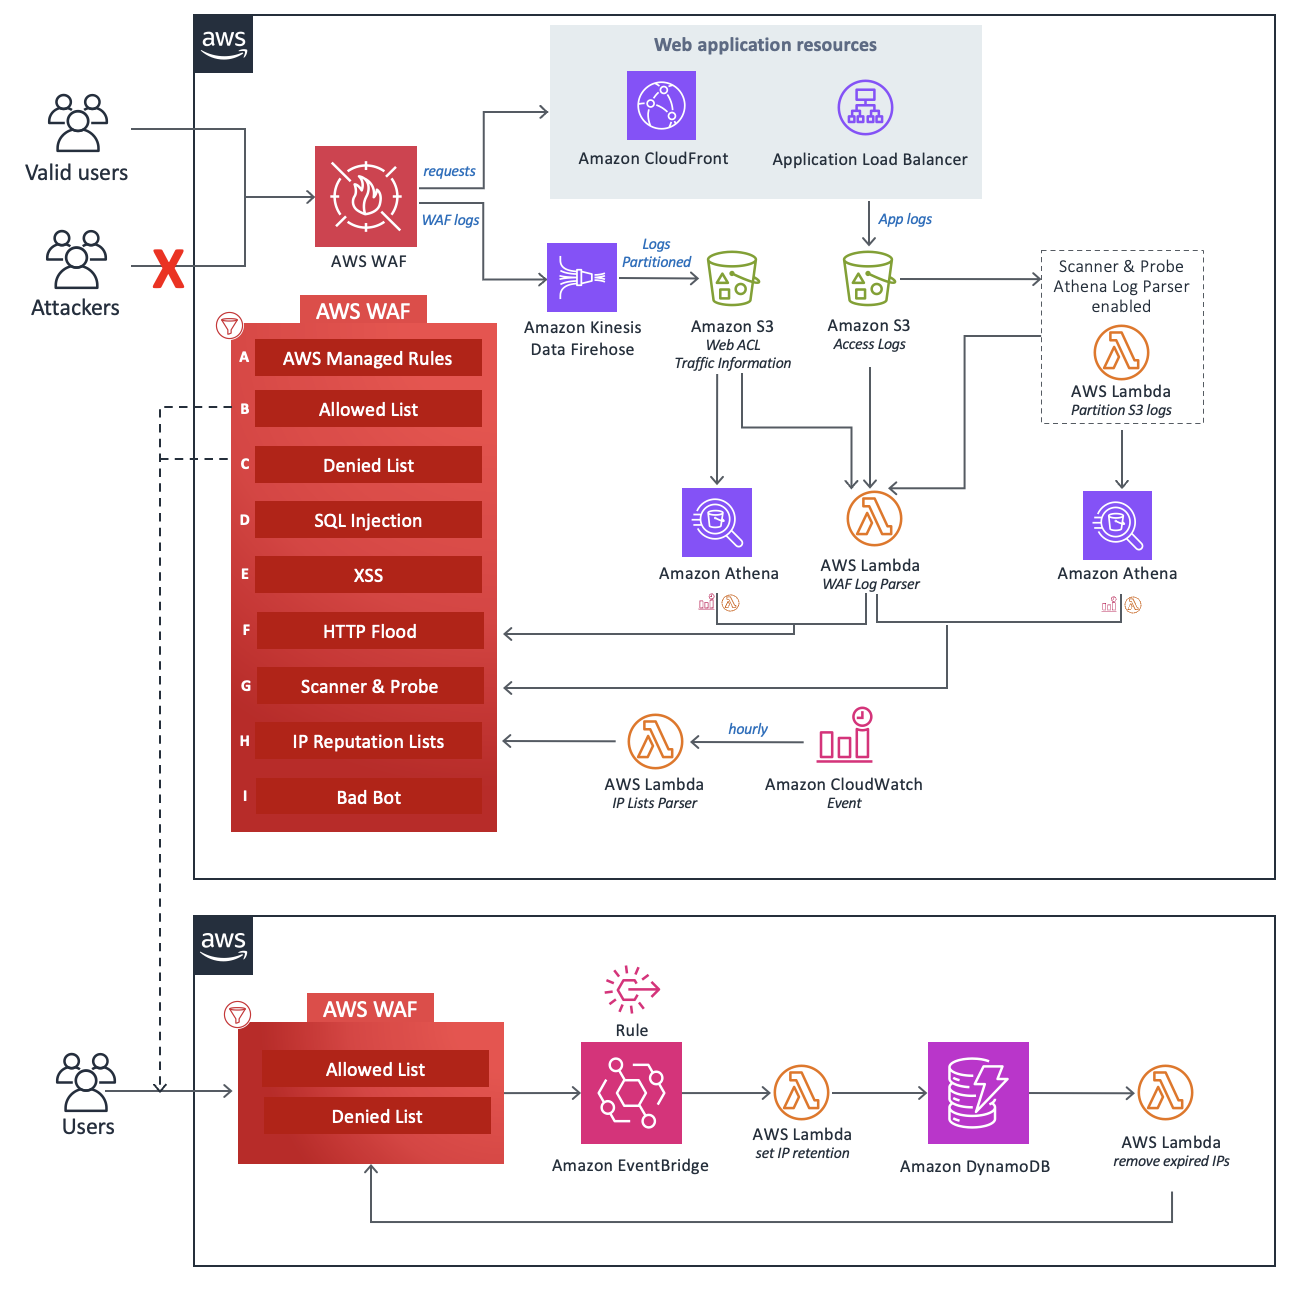 aws
Web application resources
Amazon CloudFront
Application Load Balancer
Valid users
Attackers
X
AWS WAF
requests
WAF logs
App logs
Logs
Partitioned
Amazon Kinesis
Data Firehose
Amazon S3
Web ACL
Traffic Information
Amazon S3
Access Logs
Scanner & Probe
Athena Log Parser
enabled
AWS Lambda
Partition S3 logs
AWS WAF
A AWS Managed Rules
B Allowed List
C Denied List
D SQL Injection
E XSS
F HTTP Flood
G Scanner & Probe
H IP Reputation Lists
I Bad Bot
Amazon Athena
AWS Lambda
WAF Log Parser
Amazon Athena
hourly
AWS Lambda
IP Lists Parser
Amazon CloudWatch
Event
aws
Users
AWS WAF
Allowed List
Denied List
Rule
Amazon EventBridge
AWS Lambda
set IP retention
Amazon DynamoDB
AWS Lambda
remove expired IPs